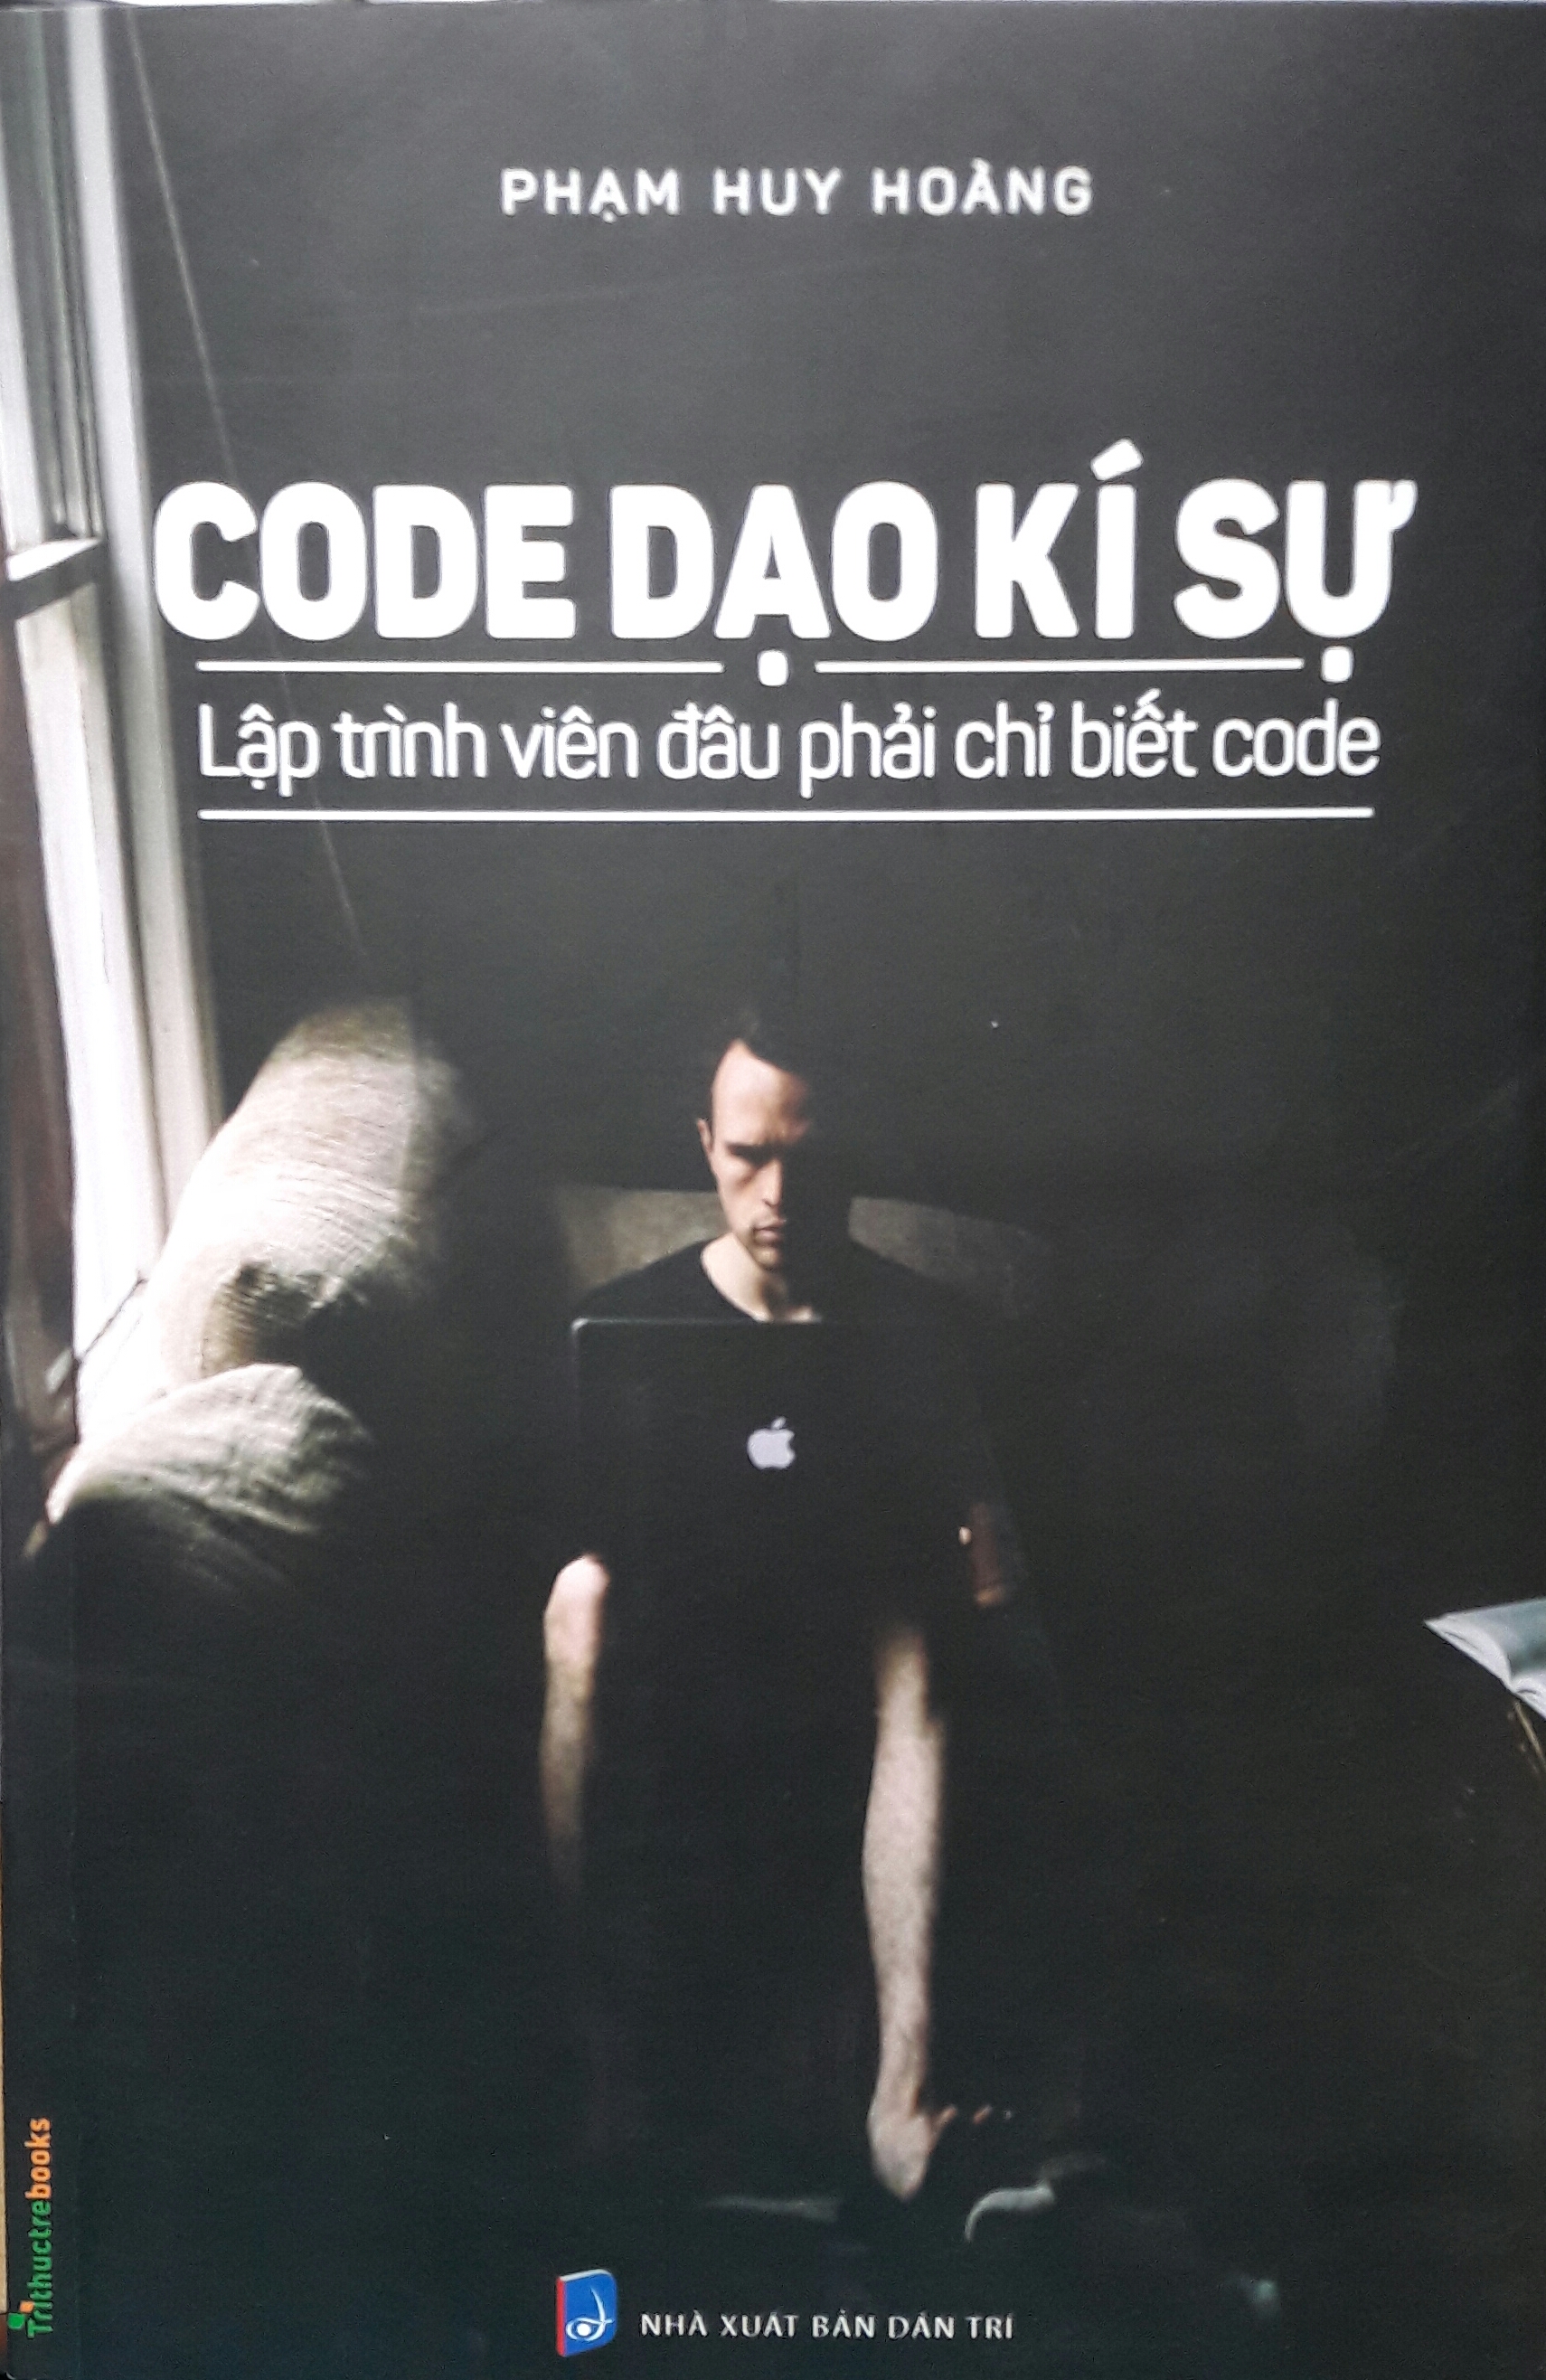 PHẠM HUY HOÀNG
CODE DẠO KÍ SỰ
Lập trình viên đâu phải chỉ biết code
Trithuctrebooks
NHÀ XUẤT BẢN DÂN TRÍ